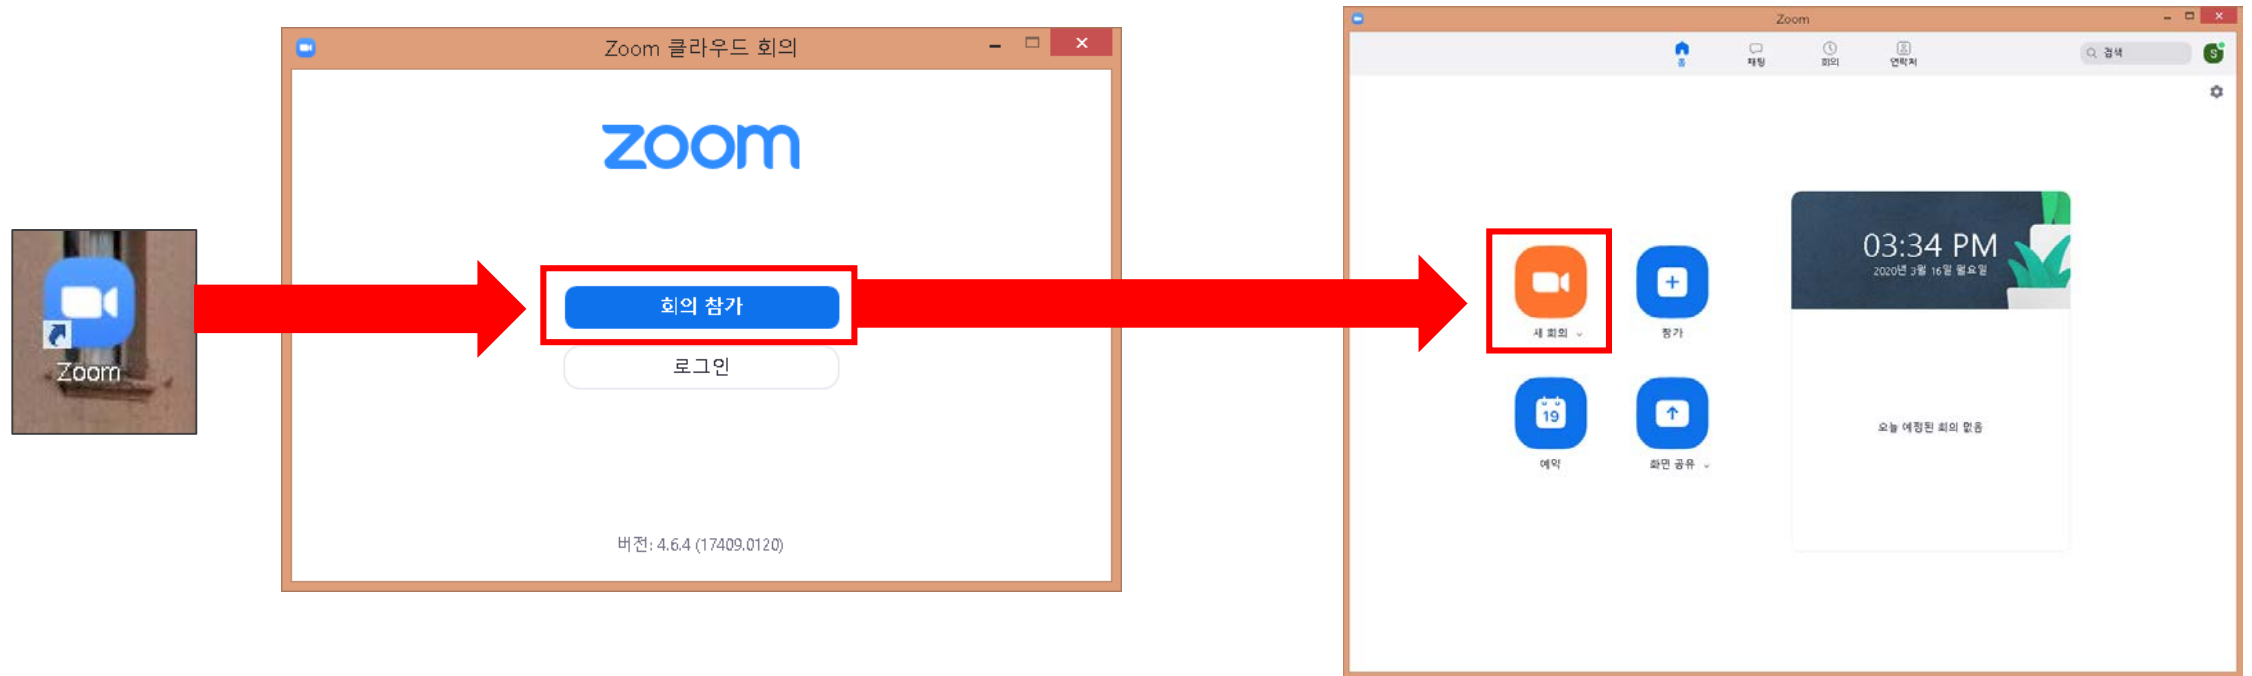 Zoom
Zoom 클라우드 회의
zoom
회의 참가
로그인
버전: 4.6.4 (17409.0120)
Zoom
홈
채팅
회의
연락처
검색
S
새 회의
참가
19
예약
화면 공유
03:34 PM
2020년 3월 16일 월요일
오늘 예정된 회의 없음